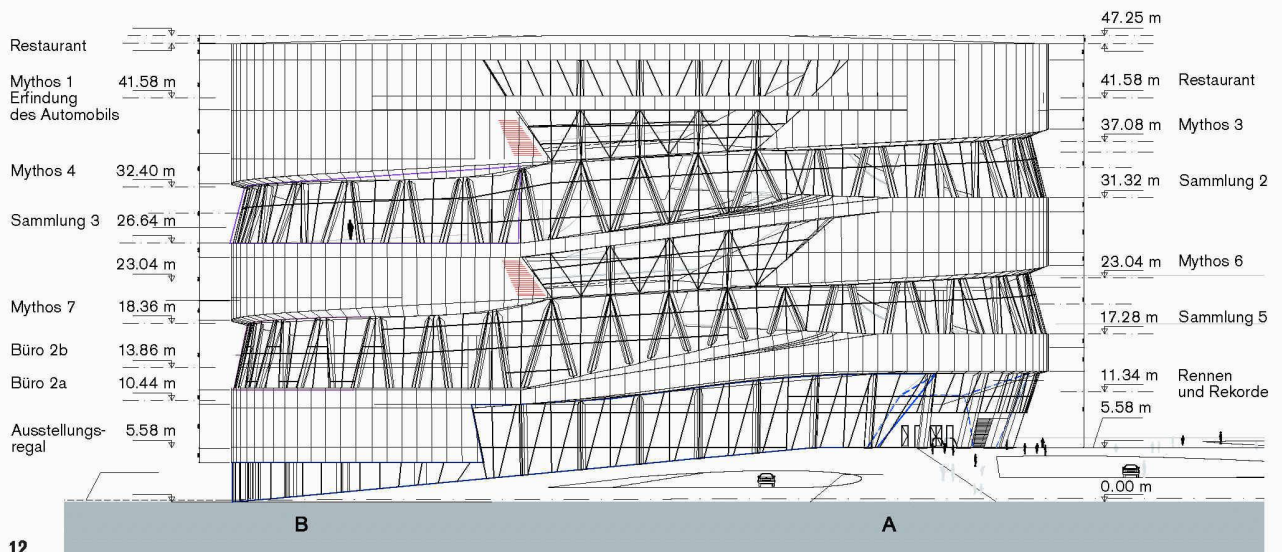 Restaurant
Mythos 1 41.58 m
Erfindung
des Automobils
Mythos 4 32.40 m
Sammlung 3 26.64 m
23.04 m
Mythos 7 18.36 m
Büro 2b 13.86 m
Büro 2a 10.44 m
Ausstellungs- 5.58 m
regal
47.25 m
41.58 m Restaurant
37.08 m Mythos 3
31.32 m Sammlung 2
23.04 m Mythos 6
17.28 m Sammlung 5
11.34 m Rennen
und Rekorde
5.58 m
0.00 m
B A
12